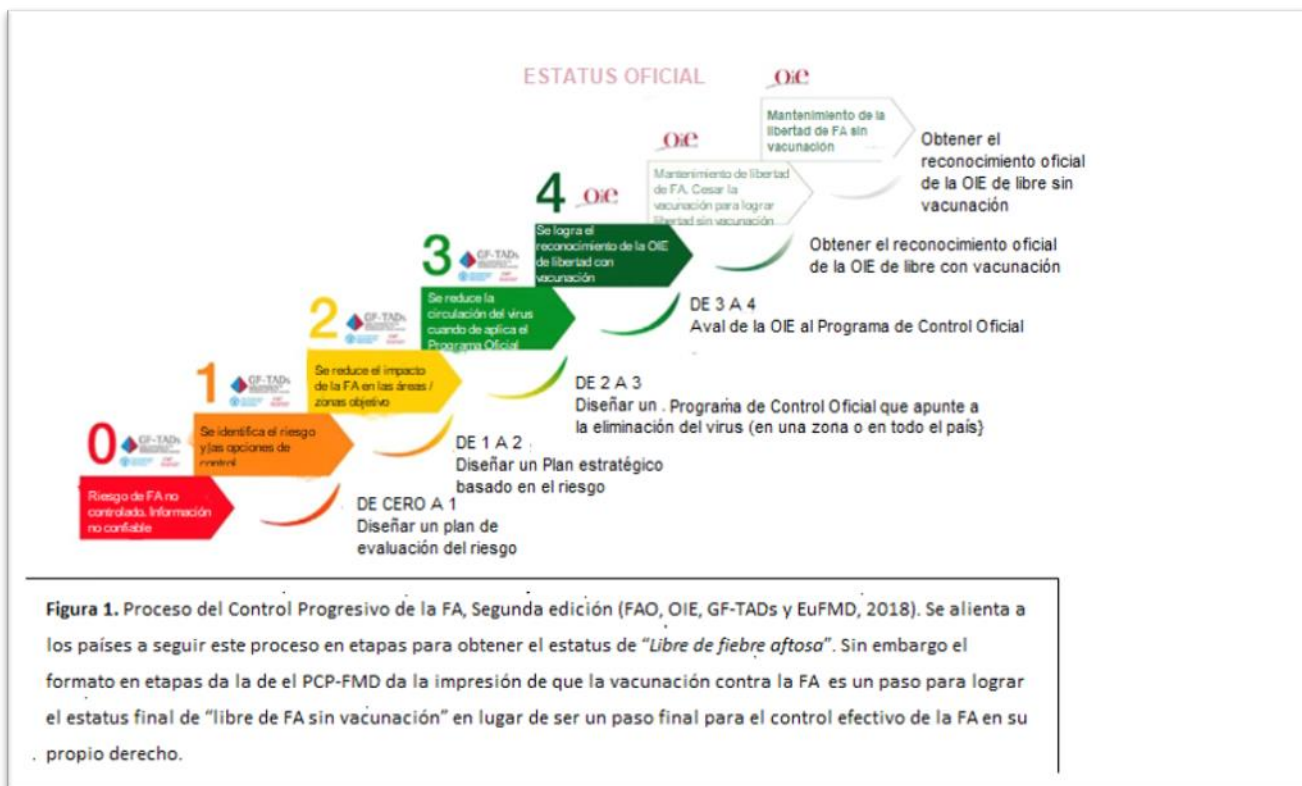 ESTATUS OFICIAL
OiE
Mantenimiento de la
libertad de FA sin
vacunación
Obtener el
reconocimiento oficial
de la OIE de libre sin
vacunación
OiE
Mantenimiento de libertad
de FA. Cesar la
vacunación para lograr
libertad sin vacunación
Obtener el reconocimiento oficial
de la OIE de libre con vacunación
4 OiE
Se logra el
reconocimiento de la OIE
de libertad con
vacunación
DE 3 A 4
Aval de la OIE al Programa de Control Oficial
3 GF-TADs
Se reduce la
circulación del virus
cuando de aplica el
Programa Oficial
DE 2 A 3
Diseñar un . Programa de Control Oficial que apunte a
la eliminación del virus (en una zona o en todo el país}
2 GF-TADs
Se reduce el impacto
de la FA en las áreas /
zonas objetivo
DE 1 A 2
Diseñar un Plan estratégico
basado en el riesgo
1 GF-TADs
Se identifica el riesgo
y las opciones de
control
DE CERO A 1
Diseñar un plan de
evaluación del riesgo
0 GF-TADs
Riesgo de FA no
controlado. Información
no confiable
Figura 1. Proceso del Control Progresivo de la FA, Segunda edición (FAO, OIE, GF-TADs y EuFMD, 2018). Se alienta a
los países a seguir este proceso en etapas para obtener el estatus de “Libre de fiebre aftosa”. Sin embargo el
formato en etapas da la de el PCP-FMD da la impresión de que la vacunación contra la FA es un paso para lograr
el estatus final de “libre de FA sin vacunación” en lugar de ser un paso final para el control efectivo de la FA en su
. propio derecho.